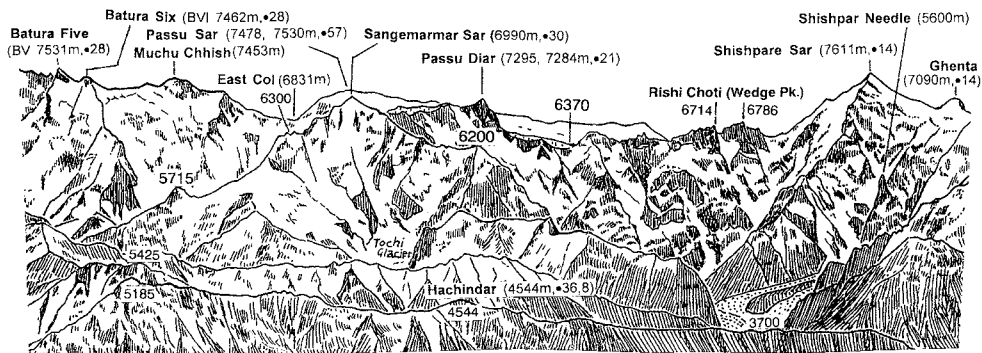 Batura Six (BVI 7462m,•28)
Shishpar Needle (5600m)
Batura Five
(BV 7531m,•28)
Passu Sar (7478, 7530m,•57)
Sangemarmar Sar (6990m,•30)
Muchu Chhish(7453m)
Passu Diar (7295, 7284m,•21)
Shishpare Sar (7611m,•14)
Ghenta
(7090m,•14)
East Col (6831m)
6300
6370
Rishi Choti (Wedge Pk.)
6714 6786
6200
5715
Tochi
Glacier
5425
5185
Hachindar (4544m,•36,8)
4544
3700